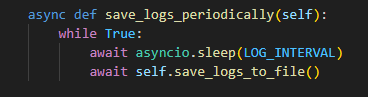 async def save_logs_periodically(self):
    while True:
        await asyncio.sleep(LOG_INTERVAL)
        await self.save_logs_to_file()